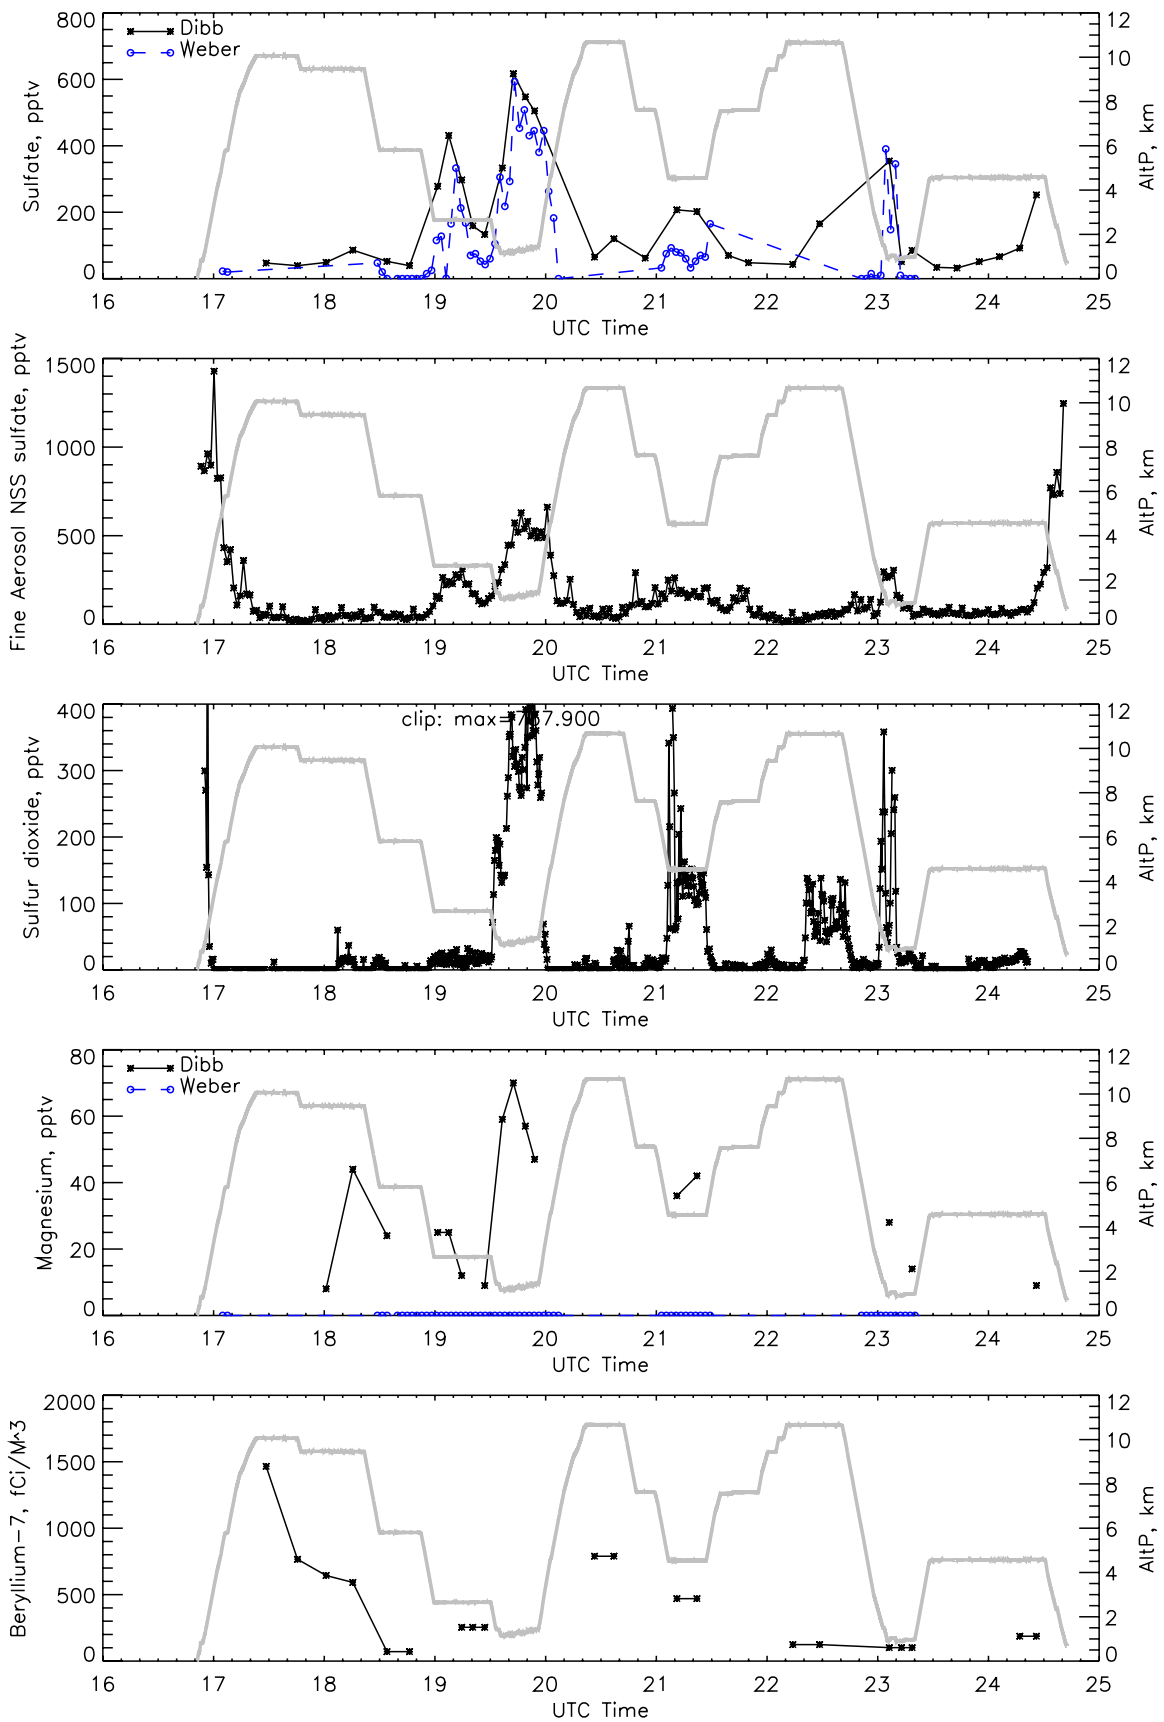 Dibb
Weber
800
600
400
200
0
Sulfate, pptv
12
10
8
6
4
2
0
AltP, km
16 17 18 19 20 21 22 23 24 25
UTC Time
1500
1000
500
0
Fine Aerosol NSS sulfate, pptv
12
10
8
6
4
2
0
AltP, km
16 17 18 19 20 21 22 23 24 25
UTC Time
clip: max=767.900
400
300
200
100
0
Sulfur dioxide, pptv
12
10
8
6
4
2
0
AltP, km
16 17 18 19 20 21 22 23 24 25
UTC Time
Dibb
Weber
80
60
40
20
0
Magnesium, pptv
12
10
8
6
4
2
0
AltP, km
16 17 18 19 20 21 22 23 24 25
UTC Time
2000
1500
1000
500
0
Beryllium-7, fCi/M^3
12
10
8
6
4
2
0
AltP, km
16 17 18 19 20 21 22 23 24 25
UTC Time